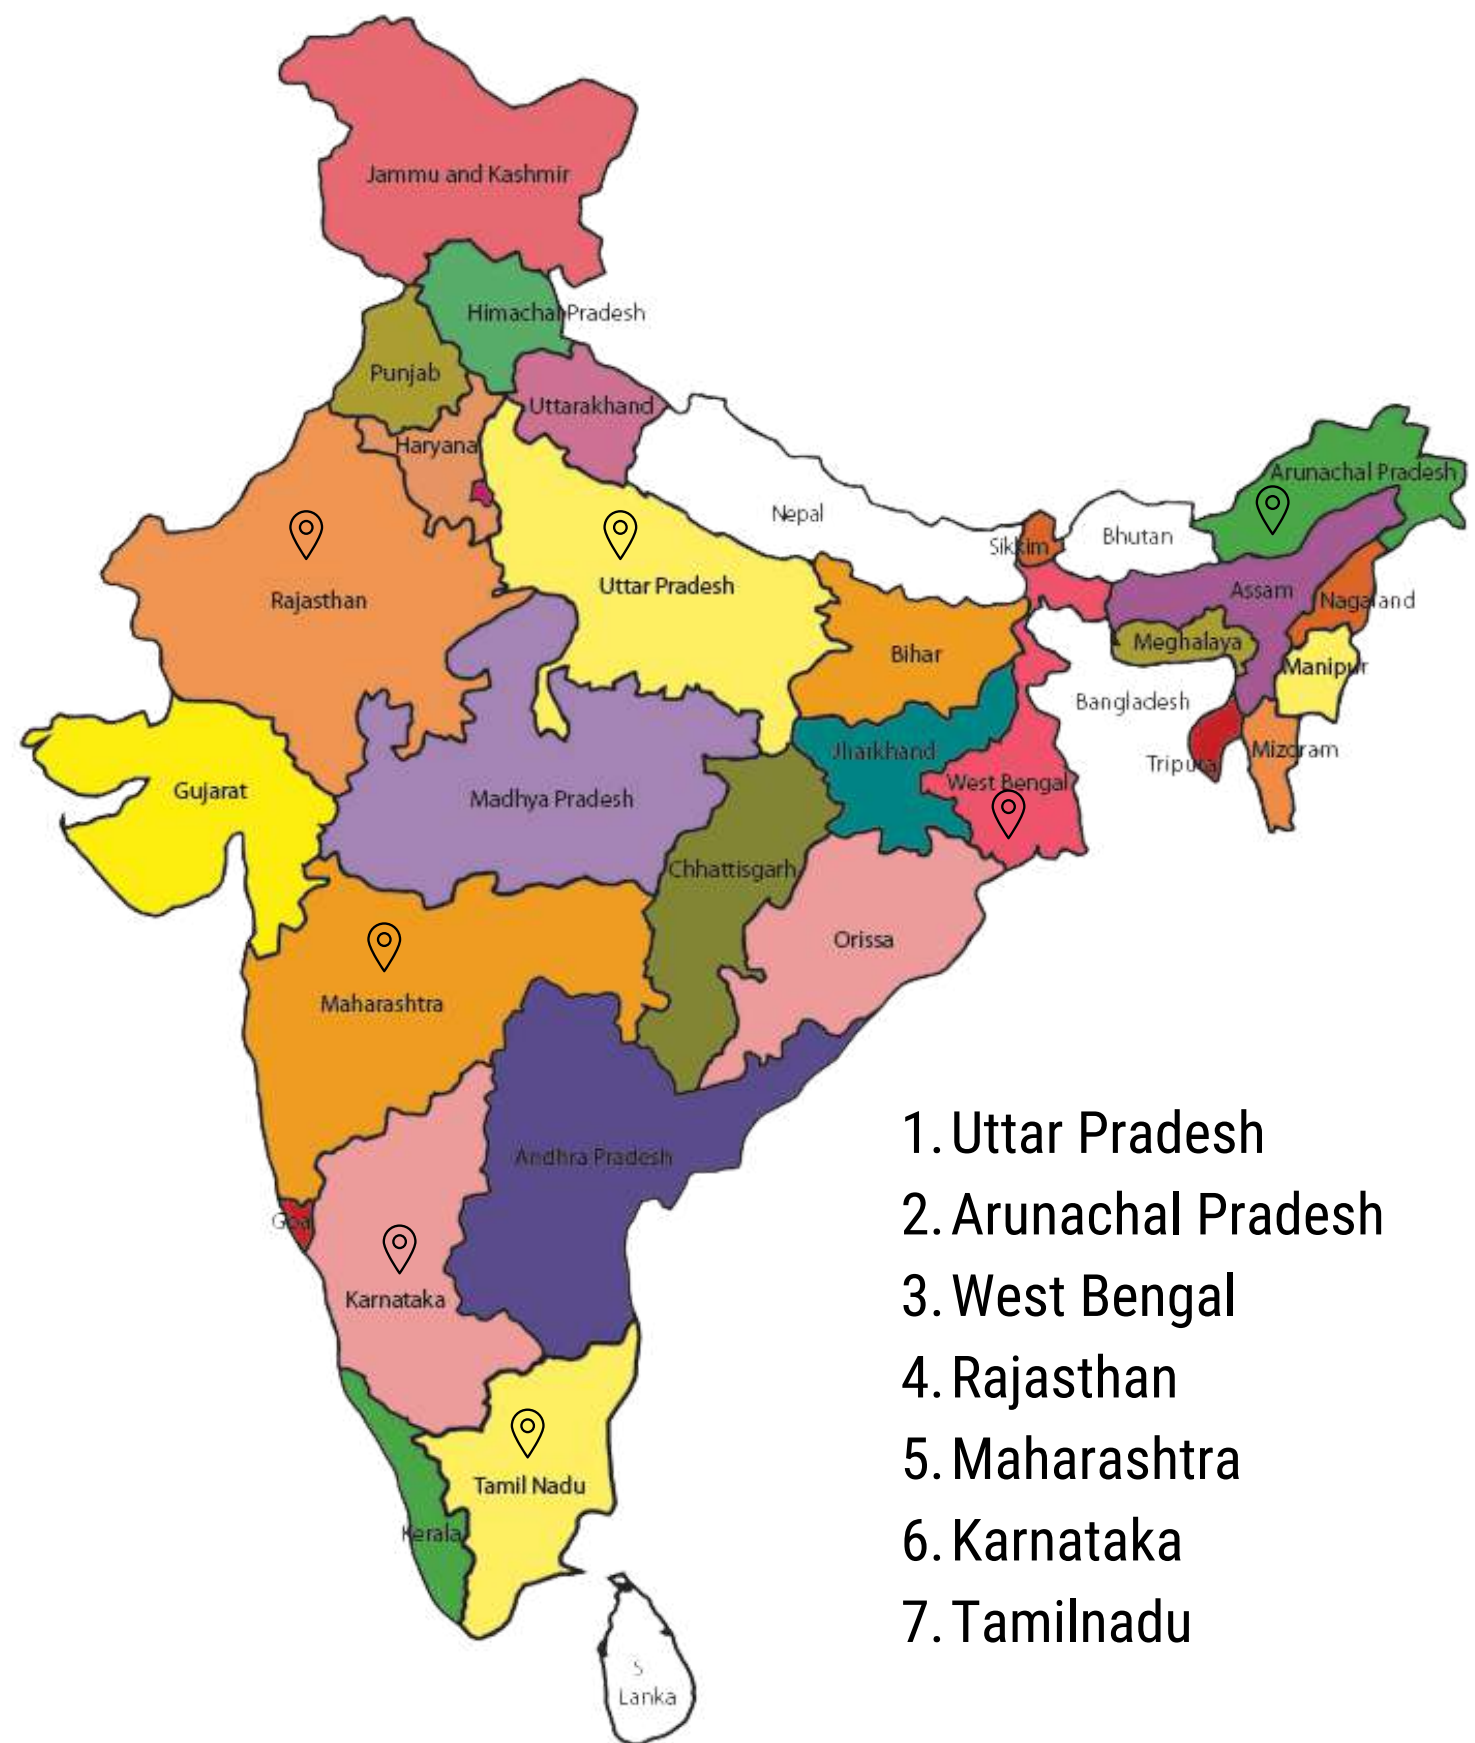 Jammu and Kashmir
Himachal Pradesh
Punjab
Uttarakhand
Haryana
Arunachal Pradesh
Nepal
Bhutan
Sikkim
Rajasthan
Uttar Pradesh
Assam
Nagaland
Bihar
Meghalaya
Manipur
Bangladesh
Jharkhand
Tripura
Mizoram
Gujarat
Madhya Pradesh
West Bengal
Chhattisgarh
Orissa
Maharashtra
Andhra Pradesh
Goa
Karnataka
Tamil Nadu
Kerala
S
Lanka
1. Uttar Pradesh
2. Arunachal Pradesh
3. West Bengal
4. Rajasthan
5. Maharashtra
6. Karnataka
7. Tamilnadu